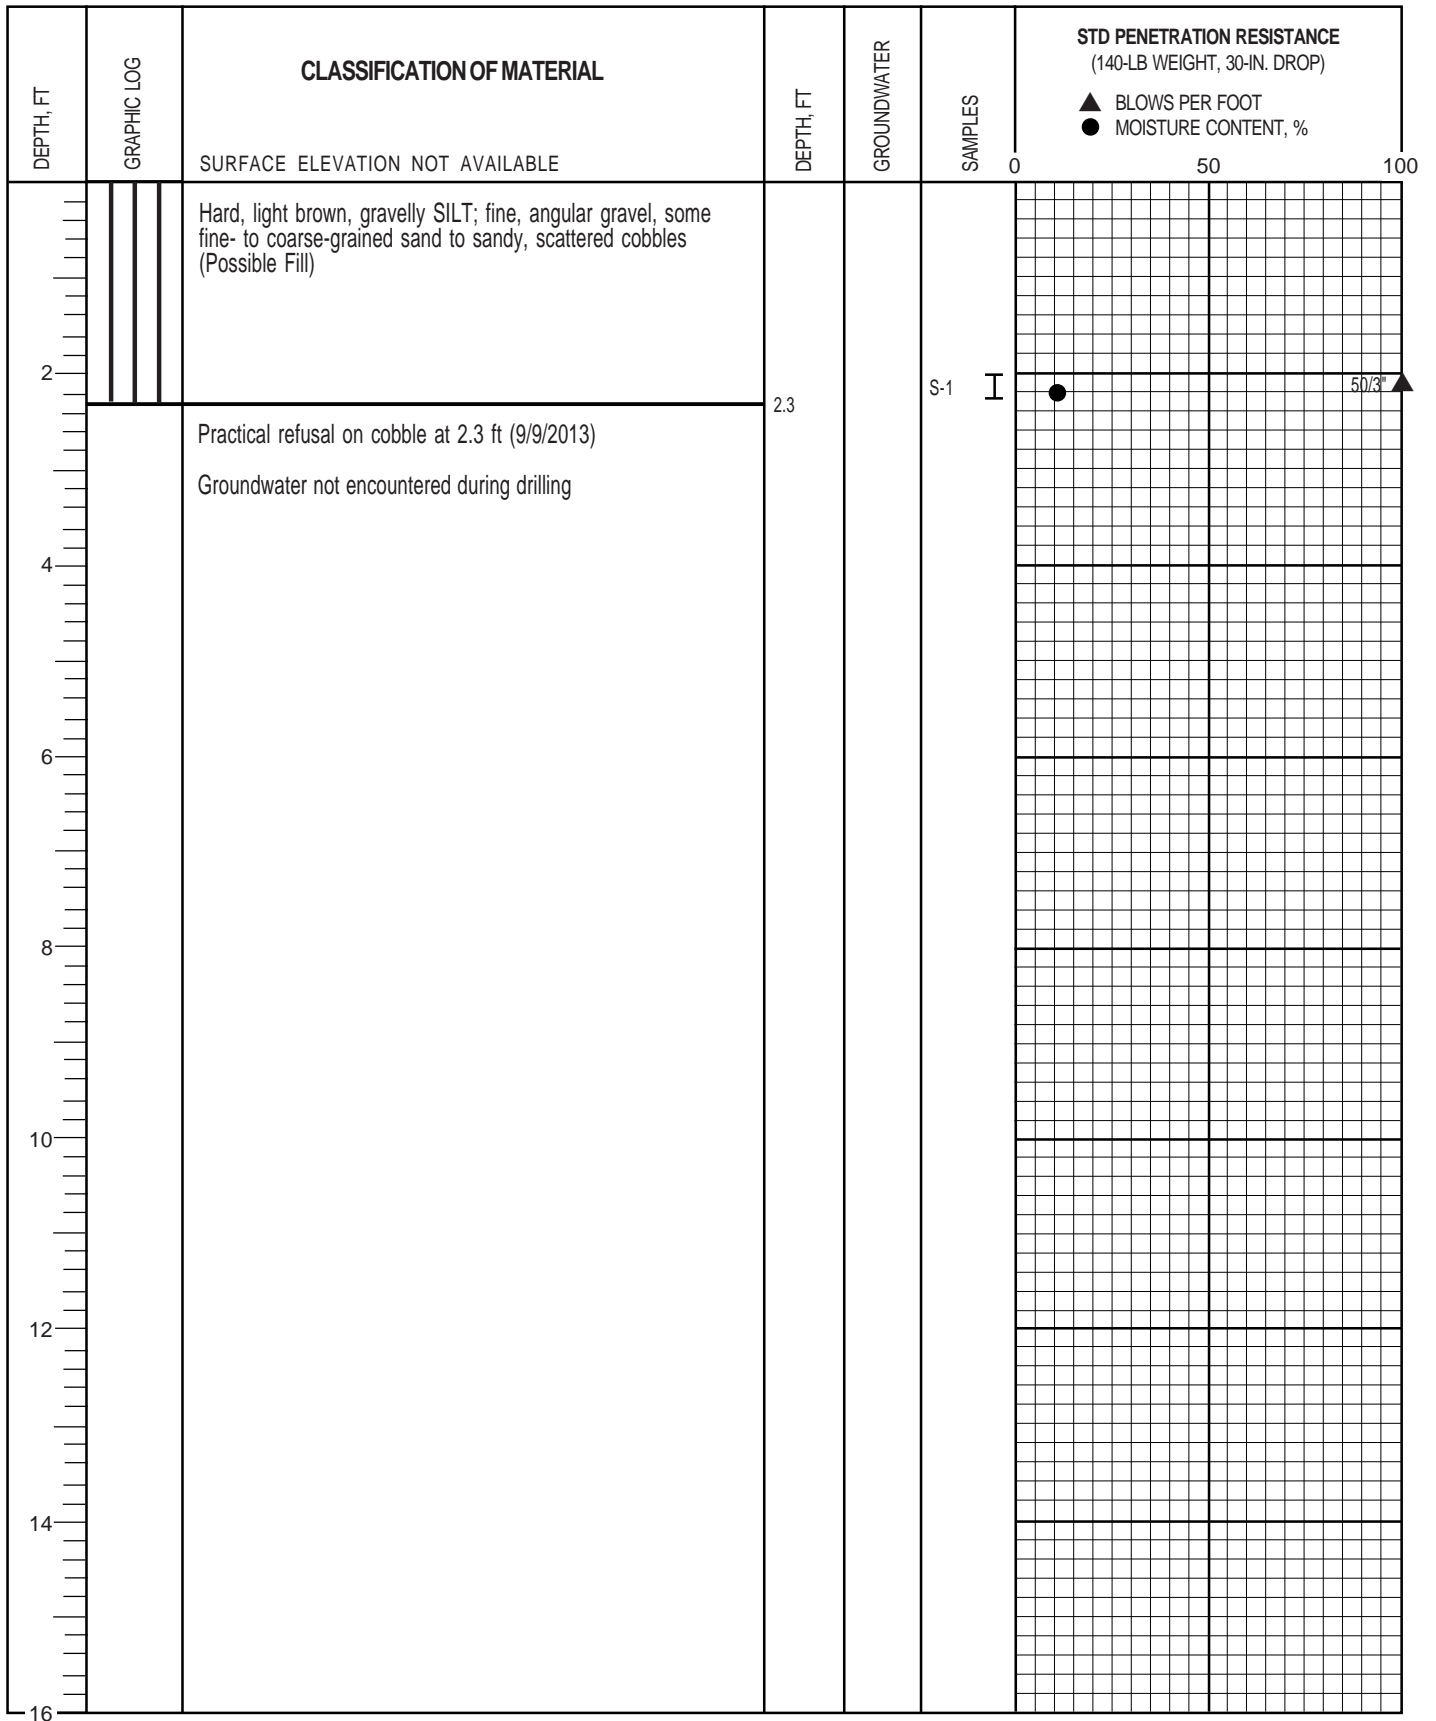 DEPTH, FT
GRAPHIC LOG
CLASSIFICATION OF MATERIAL
SURFACE ELEVATION NOT AVAILABLE
DEPTH, FT
GROUNDWATER
SAMPLES
STD PENETRATION RESISTANCE
(140-LB WEIGHT, 30-IN. DROP)
BLOWS PER FOOT
MOISTURE CONTENT, %
0 50 100
Hard, light brown, gravelly SILT; fine, angular gravel, some
fine- to coarse-grained sand to sandy, scattered cobbles
(Possible Fill)
2
S-1
50/3"
2.3
Practical refusal on cobble at 2.3 ft (9/9/2013)
Groundwater not encountered during drilling
4
6
8
10
12
14
16